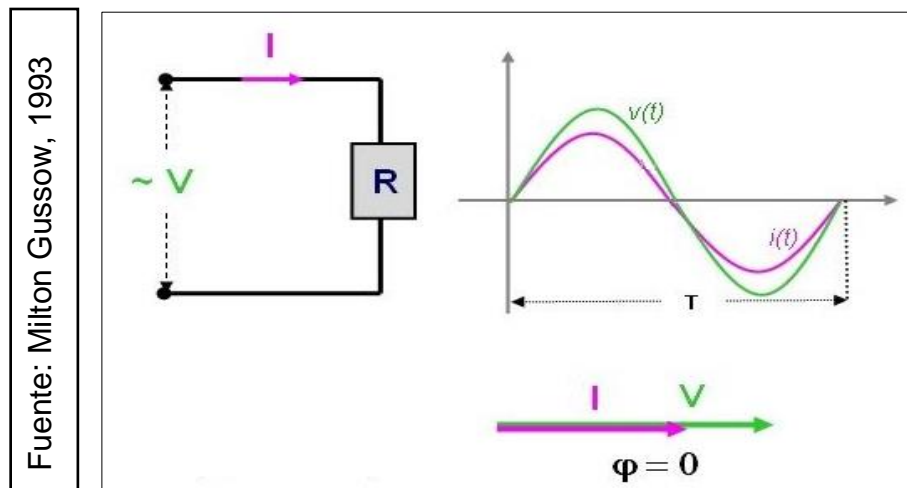 Fuente: Milton Gussow, 1993
I
~ V
R
v(t)
i(t)
T
I V
φ = 0